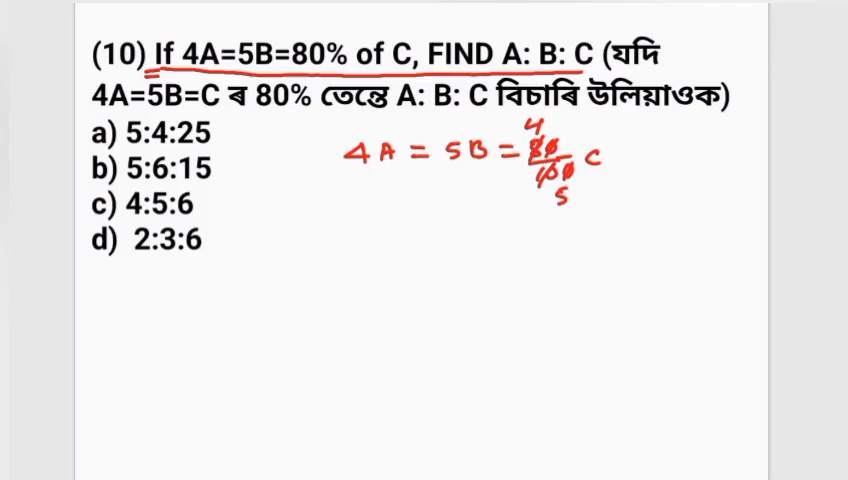 (10) If 4A=5B=80% of C, FIND A: B: C (যদি
4A=5B=C ৰ 80% তেন্তে A: B: C বিচাৰি উলিয়াওক)
a) 5:4:25
b) 5:6:15
c) 4:5:6
d) 2:3:6
4
4A = 5B = 80/100 C
5